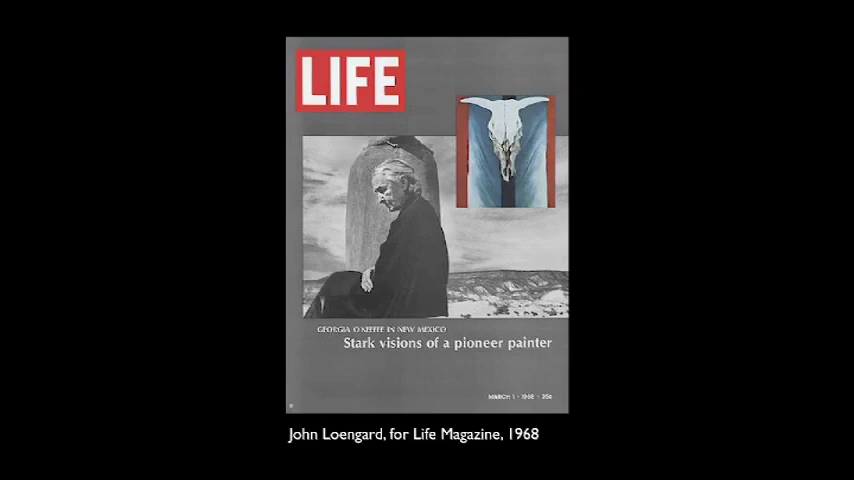 LIFE
GEORGIA O'KEEFFE IN NEW MEXICO
Stark visions of a pioneer painter
MARCH 1 · 1968 · 35¢
John Loengard, for Life Magazine, 1968